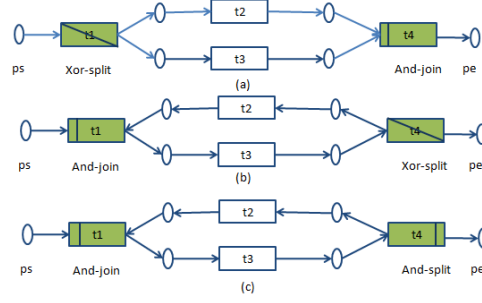 t2
t1
t4
ps
t3
pe
Xor-split
And-join
(a)
t2
t1
t4
ps
And-join
t3
Xor-split
pe
(b)
t2
t1
t4
ps
And-join
t3
And-split
pe
(c)